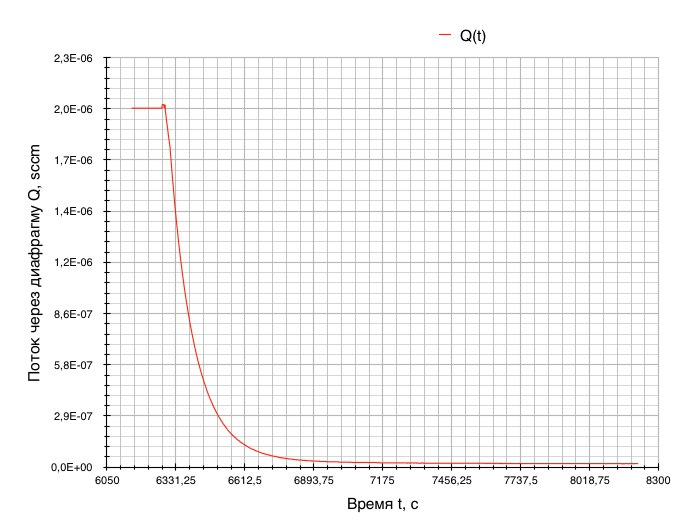 Q(t)
2,3E-06
2,0E-06
1,7E-06
1,4E-06
1,2E-06
8,6E-07
5,8E-07
2,9E-07
0,0E+00
Поток через диафрагму Q, sccm
6050 6331,25 6612,5 6893,75 7175 7456,25 7737,5 8018,75 8300
Время t, с